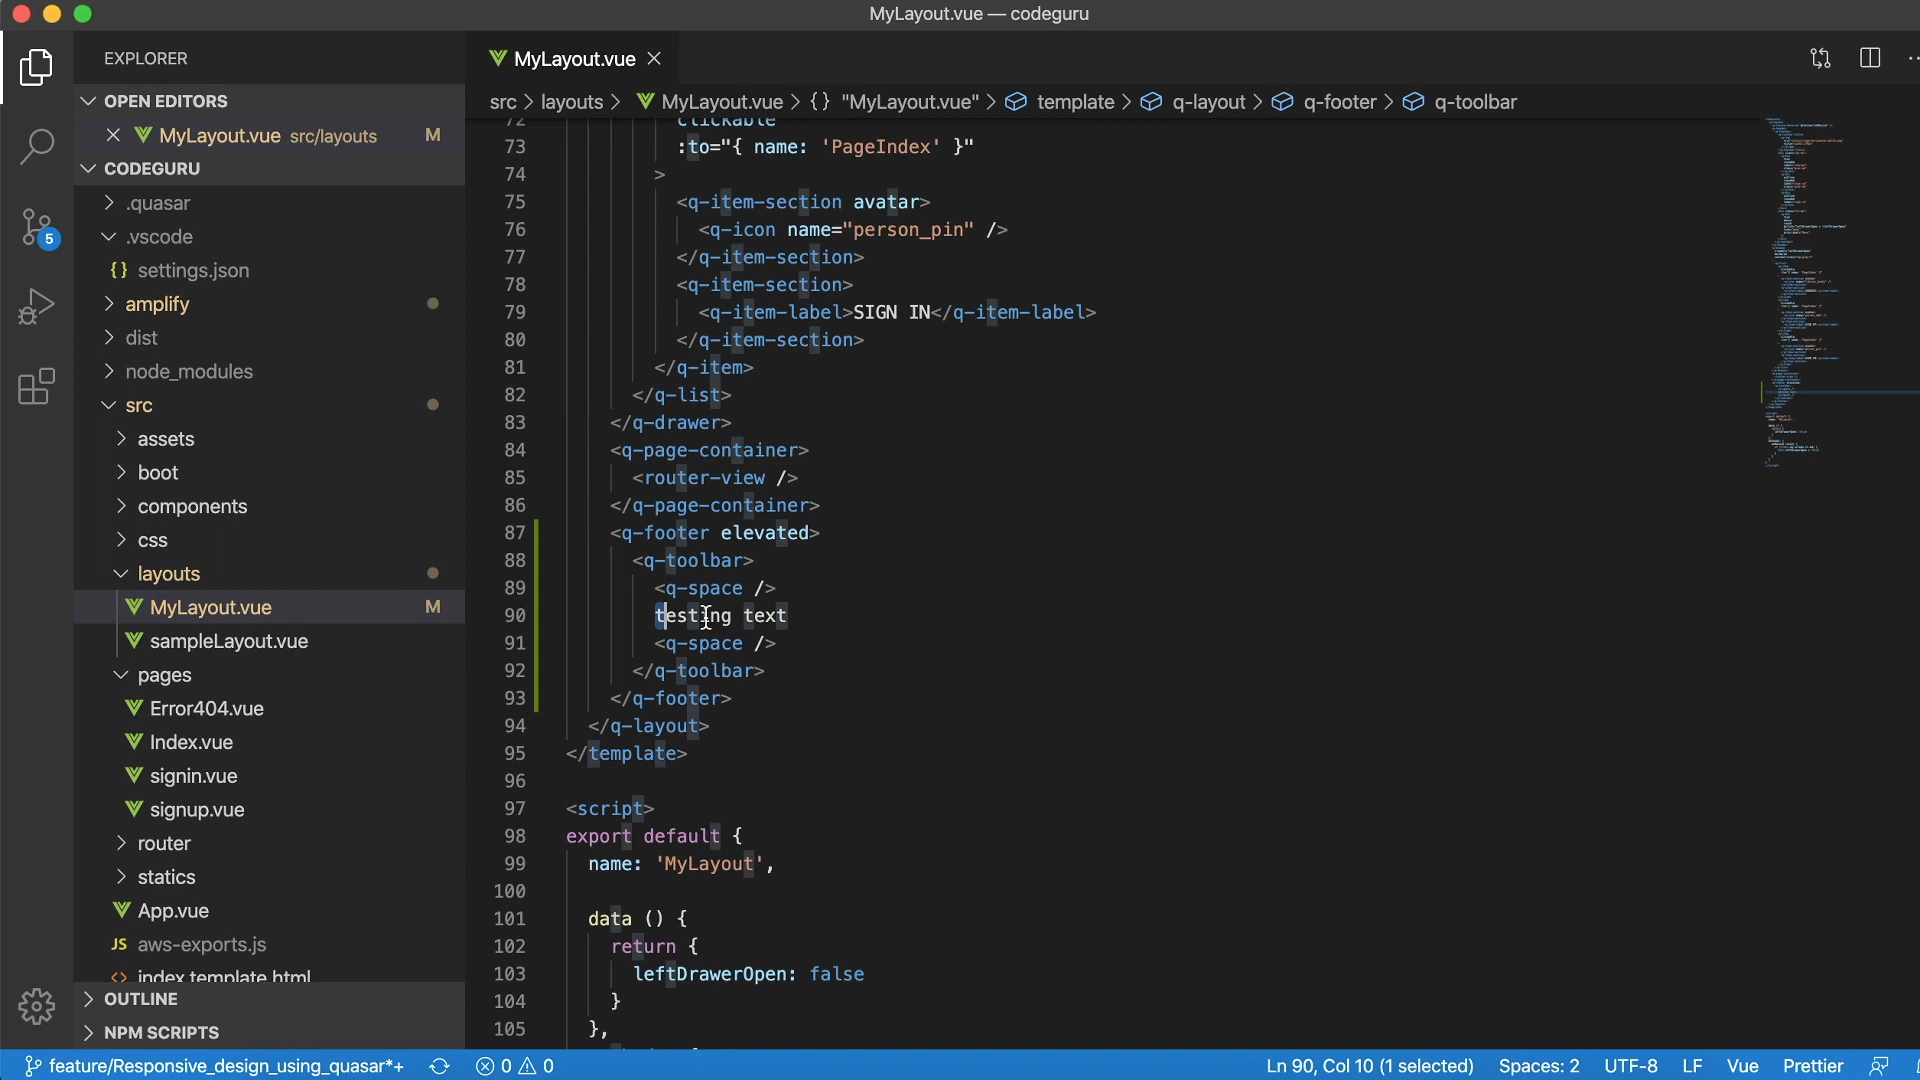 MyLayout.vue — codeguru
EXPLORER
MyLayout.vue
OPEN EDITORS
MyLayout.vue src/layouts M
CODEGURU
.quasar
.vscode
{} settings.json
amplify
dist
node_modules
src
assets
boot
components
css
layouts
MyLayout.vue M
sampleLayout.vue
pages
Error404.vue
Index.vue
signin.vue
signup.vue
router
statics
App.vue
JS aws-exports.js
<> index.template.html
OUTLINE
NPM SCRIPTS
5
src > layouts > MyLayout.vue > {} "MyLayout.vue" > template > q-layout > q-footer > q-toolbar
72 clickable
73 :to="{ name: 'PageIndex' }"
74 >
75 <q-item-section avatar>
76 <q-icon name="person_pin" />
77 </q-item-section>
78 <q-item-section>
79 <q-item-label>SIGN IN</q-item-label>
80 </q-item-section>
81 </q-item>
82 </q-list>
83 </q-drawer>
84 <q-page-container>
85 <router-view />
86 </q-page-container>
87 <q-footer elevated>
88 <q-toolbar>
89 <q-space />
90 testing text
91 <q-space />
92 </q-toolbar>
93 </q-footer>
94 </q-layout>
95 </template>
96
97 <script>
98 export default {
99 name: 'MyLayout',
100
101 data () {
102 return {
103 leftDrawerOpen: false
104 }
105 },
feature/Responsive_design_using_quasar*+ 0 0 Ln 90, Col 10 (1 selected) Spaces: 2 UTF-8 LF Vue Prettier